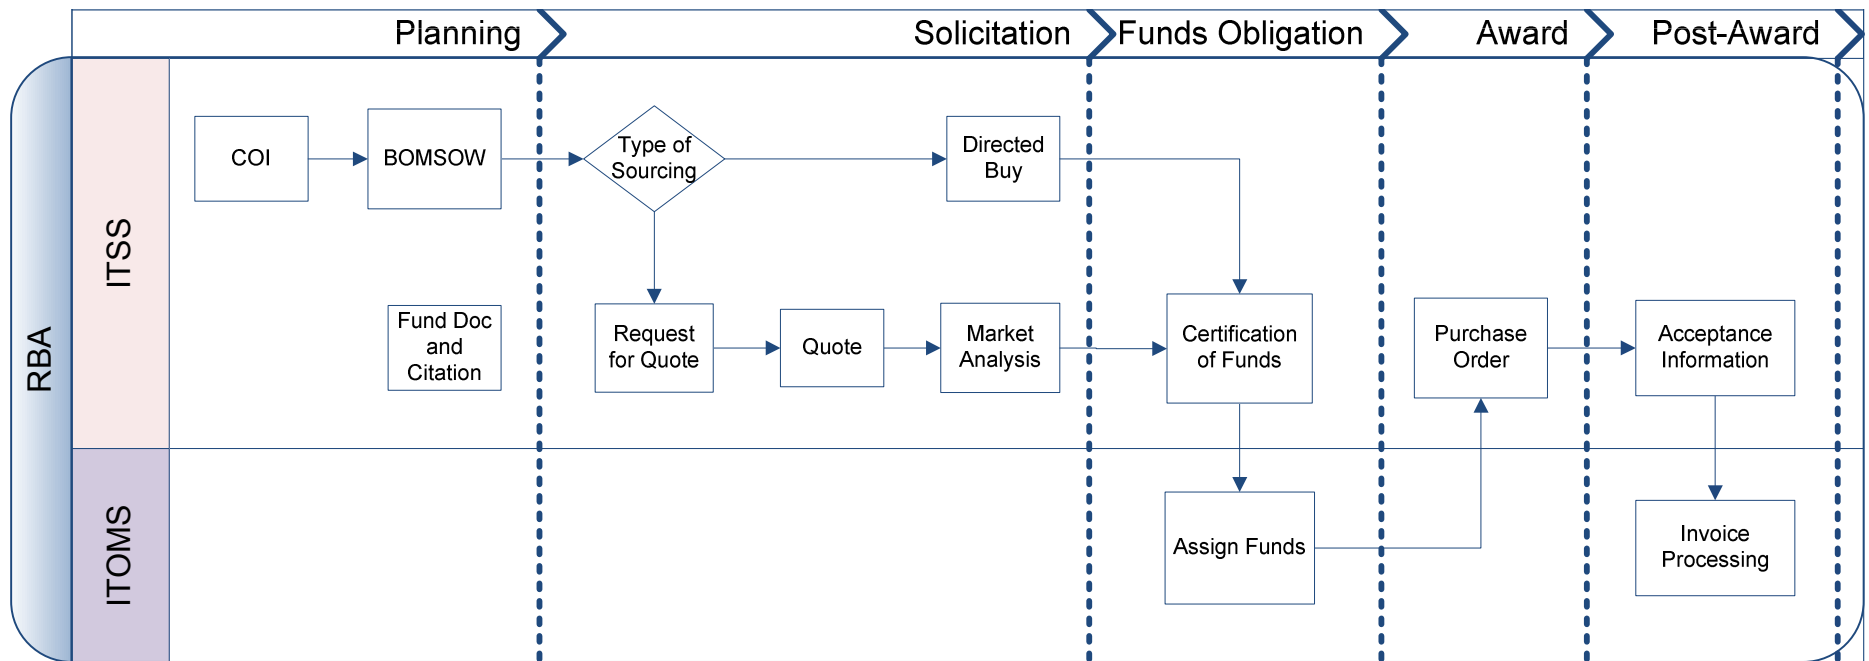 Planning
Solicitation
Funds Obligation
Award
Post-Award
RBA
ITSS
COI
BOMSOW
Type of
Sourcing
Directed
Buy
Fund Doc
and
Citation
Request
for Quote
Quote
Market
Analysis
Certification
of Funds
Purchase
Order
Acceptance
Information
ITOMS
Assign Funds
Invoice
Processing